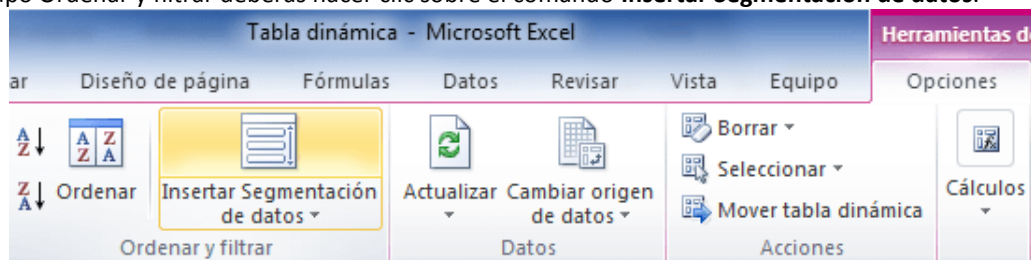 po Ordenar y filtrar deberás hacer clic sobre el comando Insertar Segmentación de datos.
Tabla dinámica - Microsoft Excel Herramientas d
ar Diseño de página Fórmulas Datos Revisar Vista Equipo Opciones
Ordenar
Insertar Segmentación
de datos
Actualizar
Cambiar origen
de datos
Borrar
Seleccionar
Mover tabla dinámica
Cálculos
Ordenar y filtrar Datos Acciones